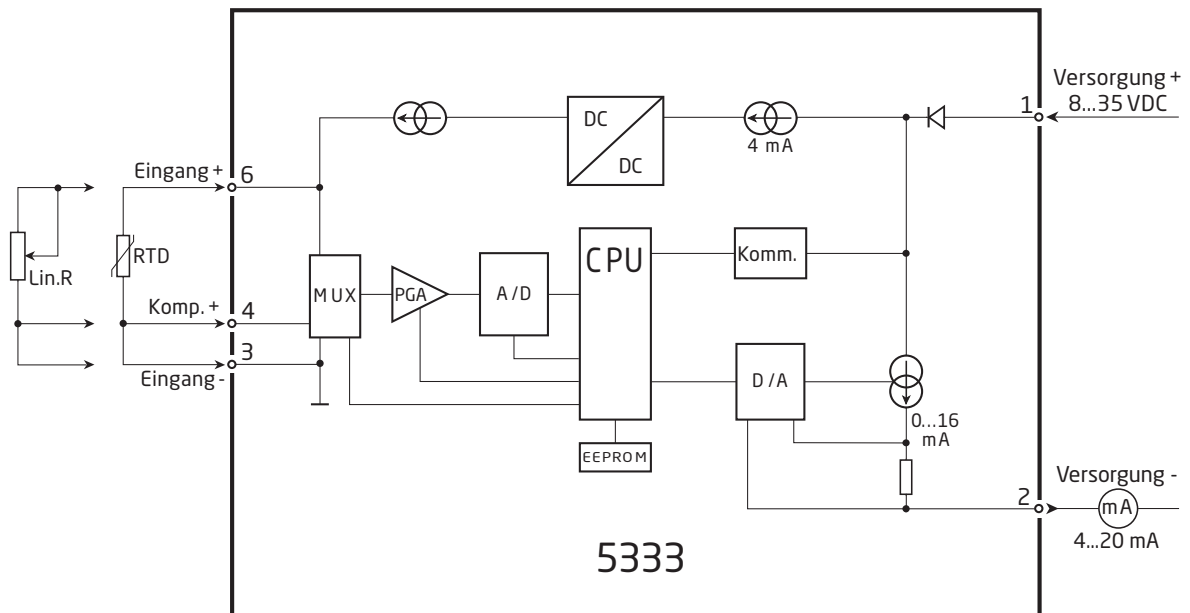 Versorgung +
8...35 VDC
1
DC
DC
4 mA
Eingang +
6
RTD
Lin.R
CPU
Komm.
MUX
PGA
A/D
Komp. +
4
3
Eingang -
D/A
0...16
mA
EEPROM
Versorgung -
2
mA
4...20 mA
5333